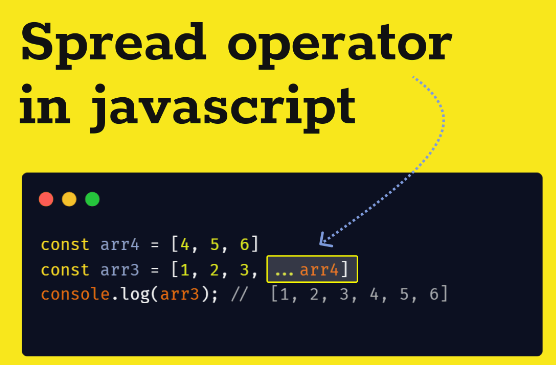 Spread operator
in javascript
const arr4 = [4, 5, 6]
const arr3 = [1, 2, 3, ...arr4]
console.log(arr3); // [1, 2, 3, 4, 5, 6]